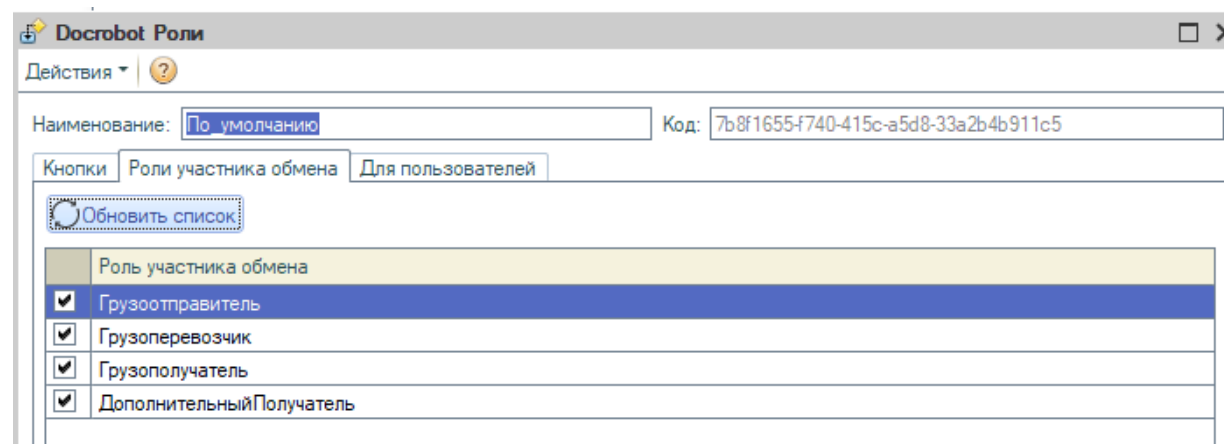 Docrobot Роли
Действия
Наименование: По_умолчанию Код: 7b8f1655-f740-415c-a5d8-33a2b4b911c5
Кнопки Роли участника обмена Для пользователей
Обновить список
Роль участника обмена
Грузоотправитель
Грузоперевозчик
Грузополучатель
ДополнительныйПолучатель